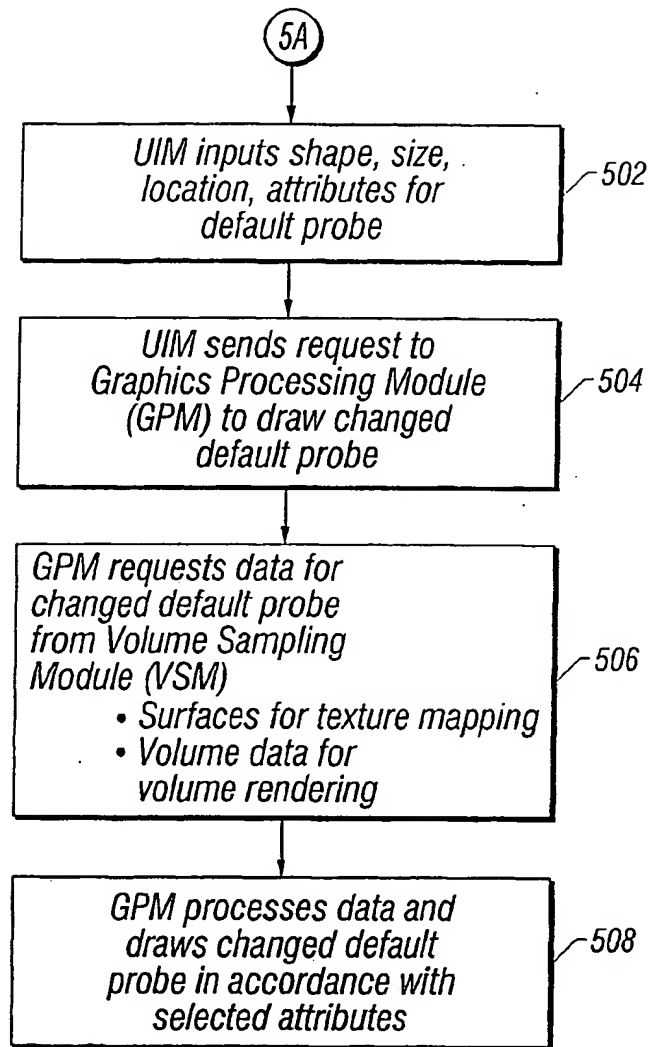 5A
UIM inputs shape, size,
location, attributes for
default probe
502
UIM sends request to
Graphics Processing Module
(GPM) to draw changed
default probe
504
GPM requests data for
changed default probe
from Volume Sampling
Module (VSM)
• Surfaces for texture mapping
• Volume data for
volume rendering
506
GPM processes data and
draws changed default
probe in accordance with
selected attributes
508